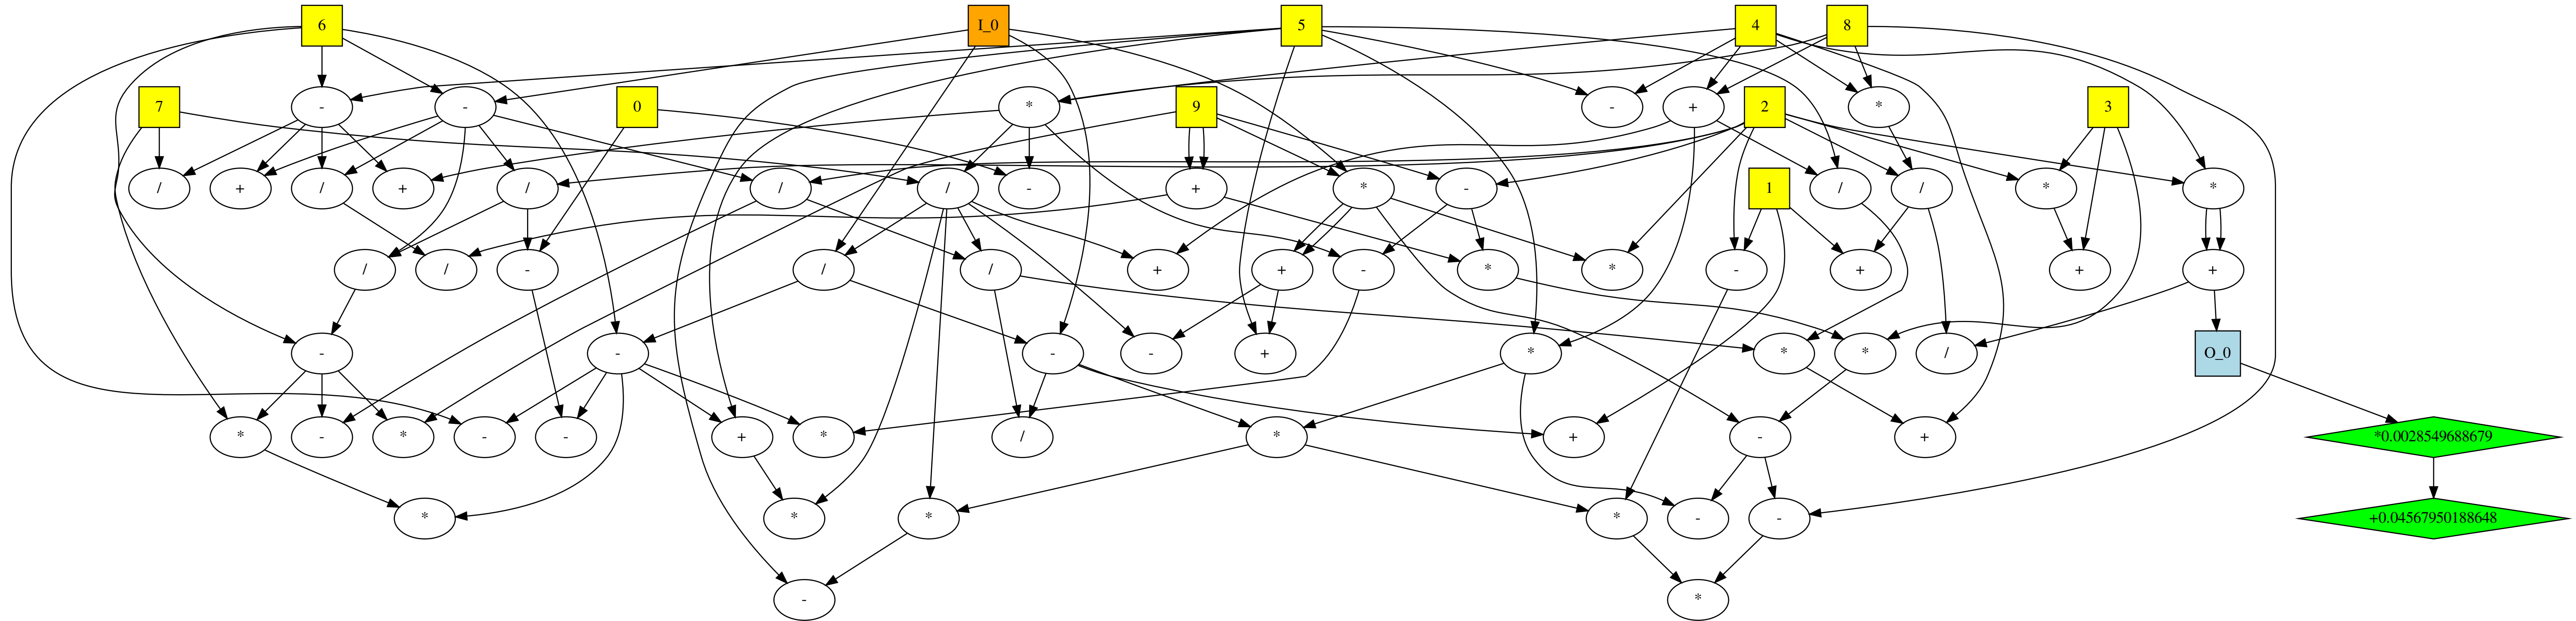 6 I_0 5 4 8
7 - - 0 * 9 - + 2 * 3
/ + / + / / / - + * - 1 / / * *
/ / - / / + + - * * - + + +
- - - - + * * * / O_0
* - * - - + * / * + - + *0.0028549688679
* * * * - - +0.04567950188648
- *